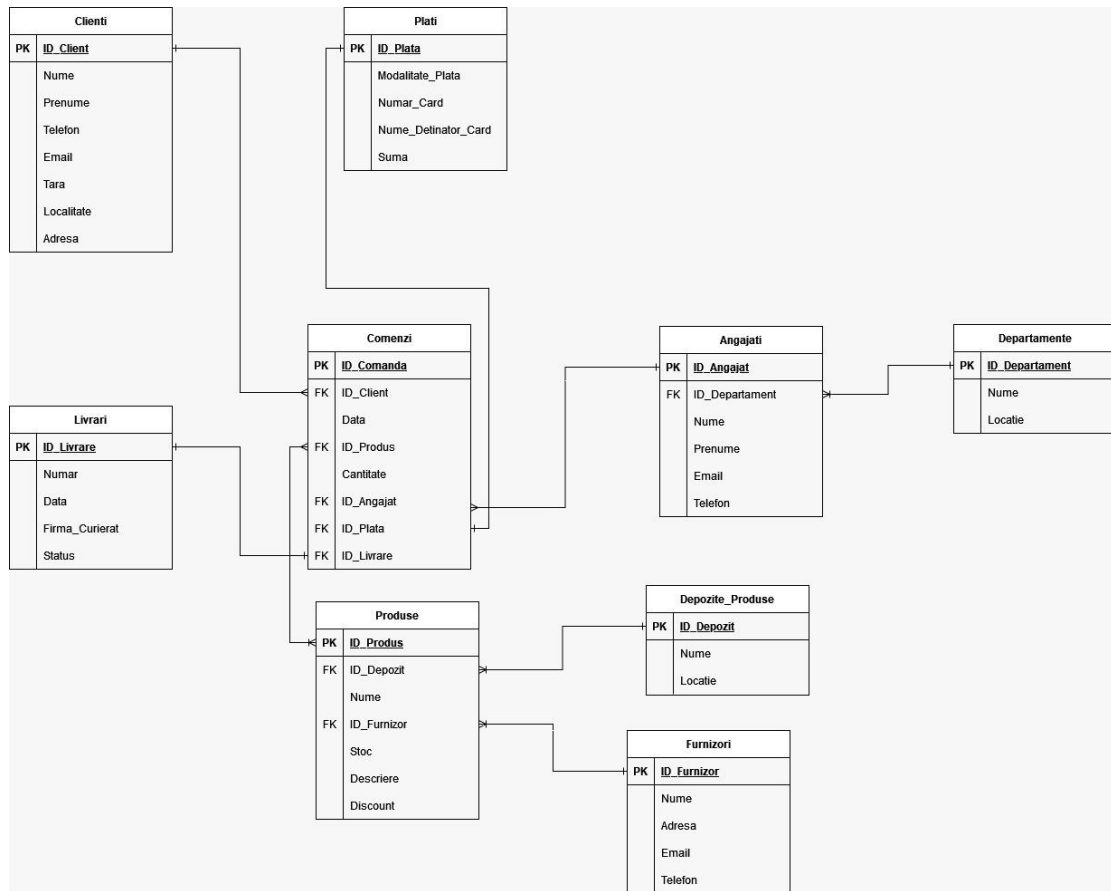 Clienti
PK ID_Client
Nume
Prenume
Telefon
Email
Tara
Localitate
Adresa
Plati
PK ID_Plata
Modalitate_Plata
Numar_Card
Nume_Detinator_Card
Suma
Comenzi
PK ID_Comanda
FK ID_Client
Data
FK ID_Produs
Cantitate
FK ID_Angajat
FK ID_Plata
FK ID_Livrare
Angajati
PK ID_Angajat
FK ID_Departament
Nume
Prenume
Email
Telefon
Departamente
PK ID_Departament
Nume
Locatie
Livrari
PK ID_Livrare
Numar
Data
Firma_Curierat
Status
Produse
PK ID_Produs
FK ID_Depozit
Nume
FK ID_Furnizor
Stoc
Descriere
Discount
Depozite_Produse
PK ID_Depozit
Nume
Locatie
Furnizori
PK ID_Furnizor
Nume
Adresa
Email
Telefon